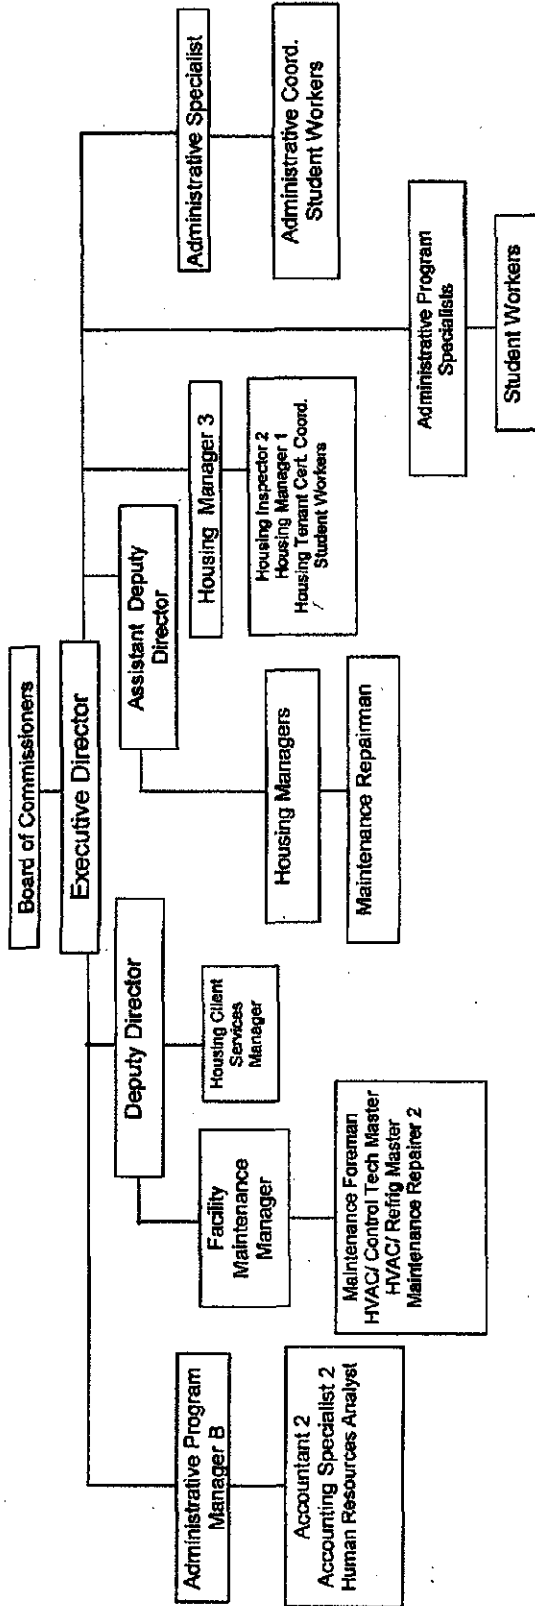 Board of Commissioners
Executive Director
Deputy Director
Assistant Deputy
Director
Administrative Program
Manager B
Accountant 2
Accounting Specialist 2
Human Resources Analyst
Facility
Maintenance
Manager
Maintenance Foreman
HVAC/ Control Tech Master
HVAC/ Refrig Master
Maintenance Repairer 2
Housing Client
Services
Manager
Housing Managers
Maintenance Repairman
Housing Manager 3
Housing Inspector 2
Housing Manager 1
Housing Tenant Cert. Coord.
Student Workers
Administrative Program
Specialists
Student Workers
Administrative Specialist
Administrative Coord.
Student Workers